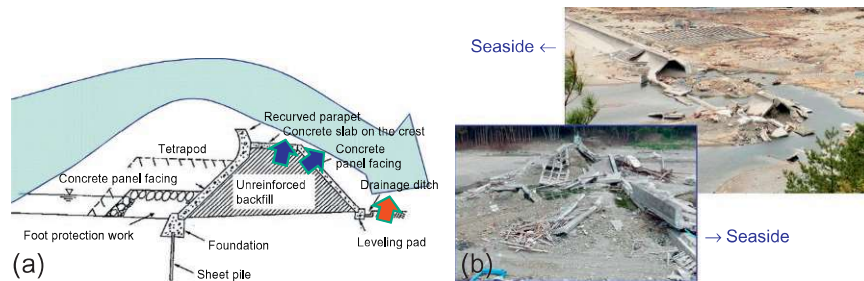 Recurved parapet
Concrete slab on the crest
Tetrapod
Concrete
panel facing
Concrete panel facing
Unreinforced
backfill
Drainage ditch
Foot protection work
Foundation
Leveling pad
Sheet pile
(a)
Seaside ←
→ Seaside
(b)